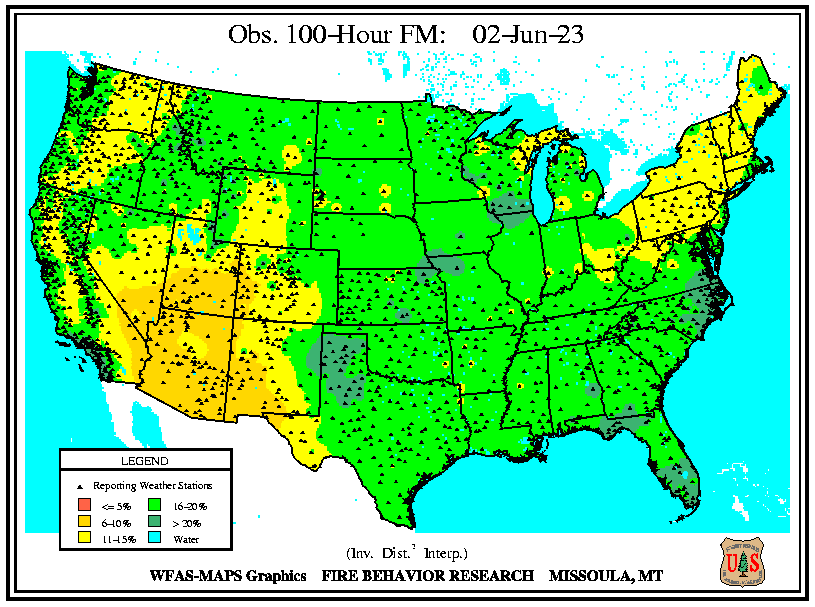 Obs. 100-Hour FM: 02-Jun-23
LEGEND
Reporting Weather Stations
<= 5% 16-20%
6-10% > 20%
11-15% Water
(Inv. Dist.² Interp.)
WFAS-MAPS Graphics FIRE BEHAVIOR RESEARCH MISSOULA, MT
U S